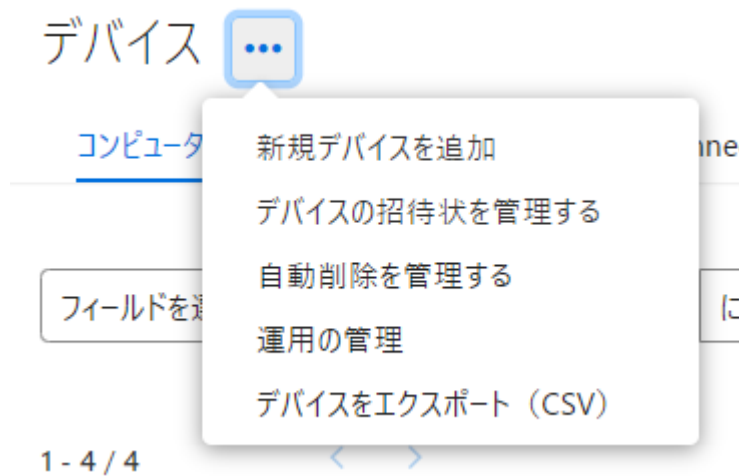 デバイス
コンピュータ
新規デバイスを追加
デバイスの招待状を管理する
自動削除を管理する
フィールドを
に
運用の管理
デバイスをエクスポート（CSV）
1 - 4 / 4